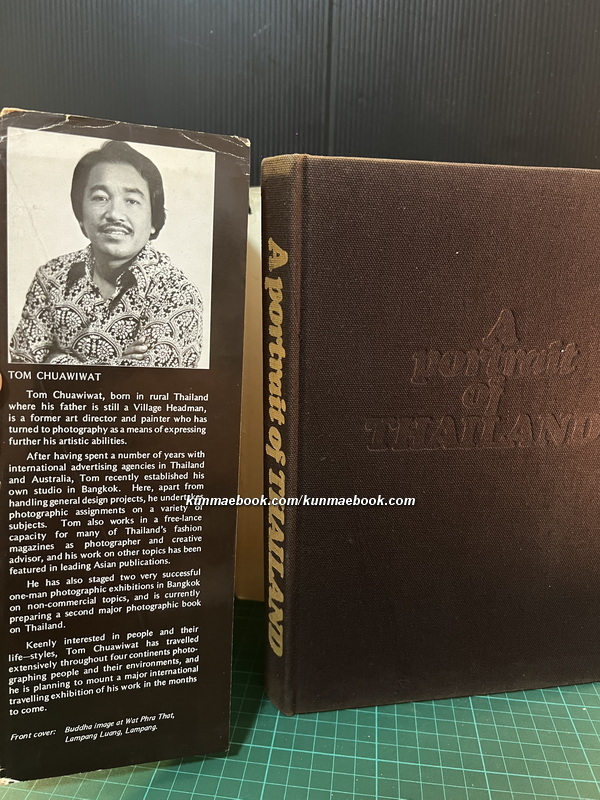 TOM CHUAWIWAT
Tom Chuawiwat, born in rural Thailand
where his father is still a Village Headman,
is a former art director and painter who has
turned to photography as a means of expressing
further his artistic abilities.
After having spent a number of years with
international advertising agencies in Thailand
and Australia, Tom recently established his
own studio in Bangkok. Here, apart from
handling general design projects, he undertakes
photographic assignments on a variety of
subjects. Tom also works in a free-lance
capacity for many of Thailand's fashion
magazines as photographer and creative
advisor, and his work on other topics has been
featured in leading Asian publications.
He has also staged two very successful
one-man photographic exhibitions in Bangkok
on non-commercial topics, and is currently
preparing a second major photographic book
on Thailand.
Keenly interested in people and their
life—styles, Tom Chuawiwat has travelled
extensively throughout four continents photo-
graphing people and their environments, and
he is planning to mount a major international
travelling exhibition of his work in the months
to come.
Front cover: Buddha image at Wat Phra That,
Lampang Luang, Lampang.
A portrait of THAILAND
A
portrait
of
THAILAND
kunmaebook.com/kunmaebook.com
kunmaebook.com/kunmaebook.com